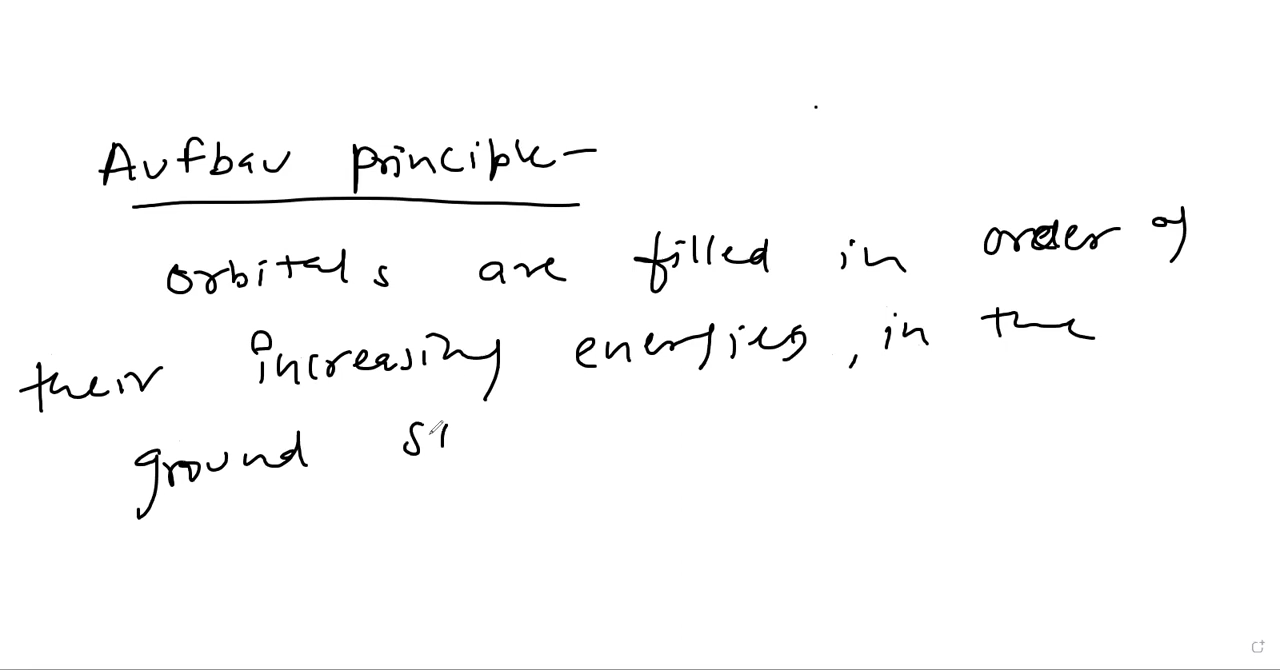 Aufbau principle-
orbitals are filled in order of
their increasing energies, in the
ground